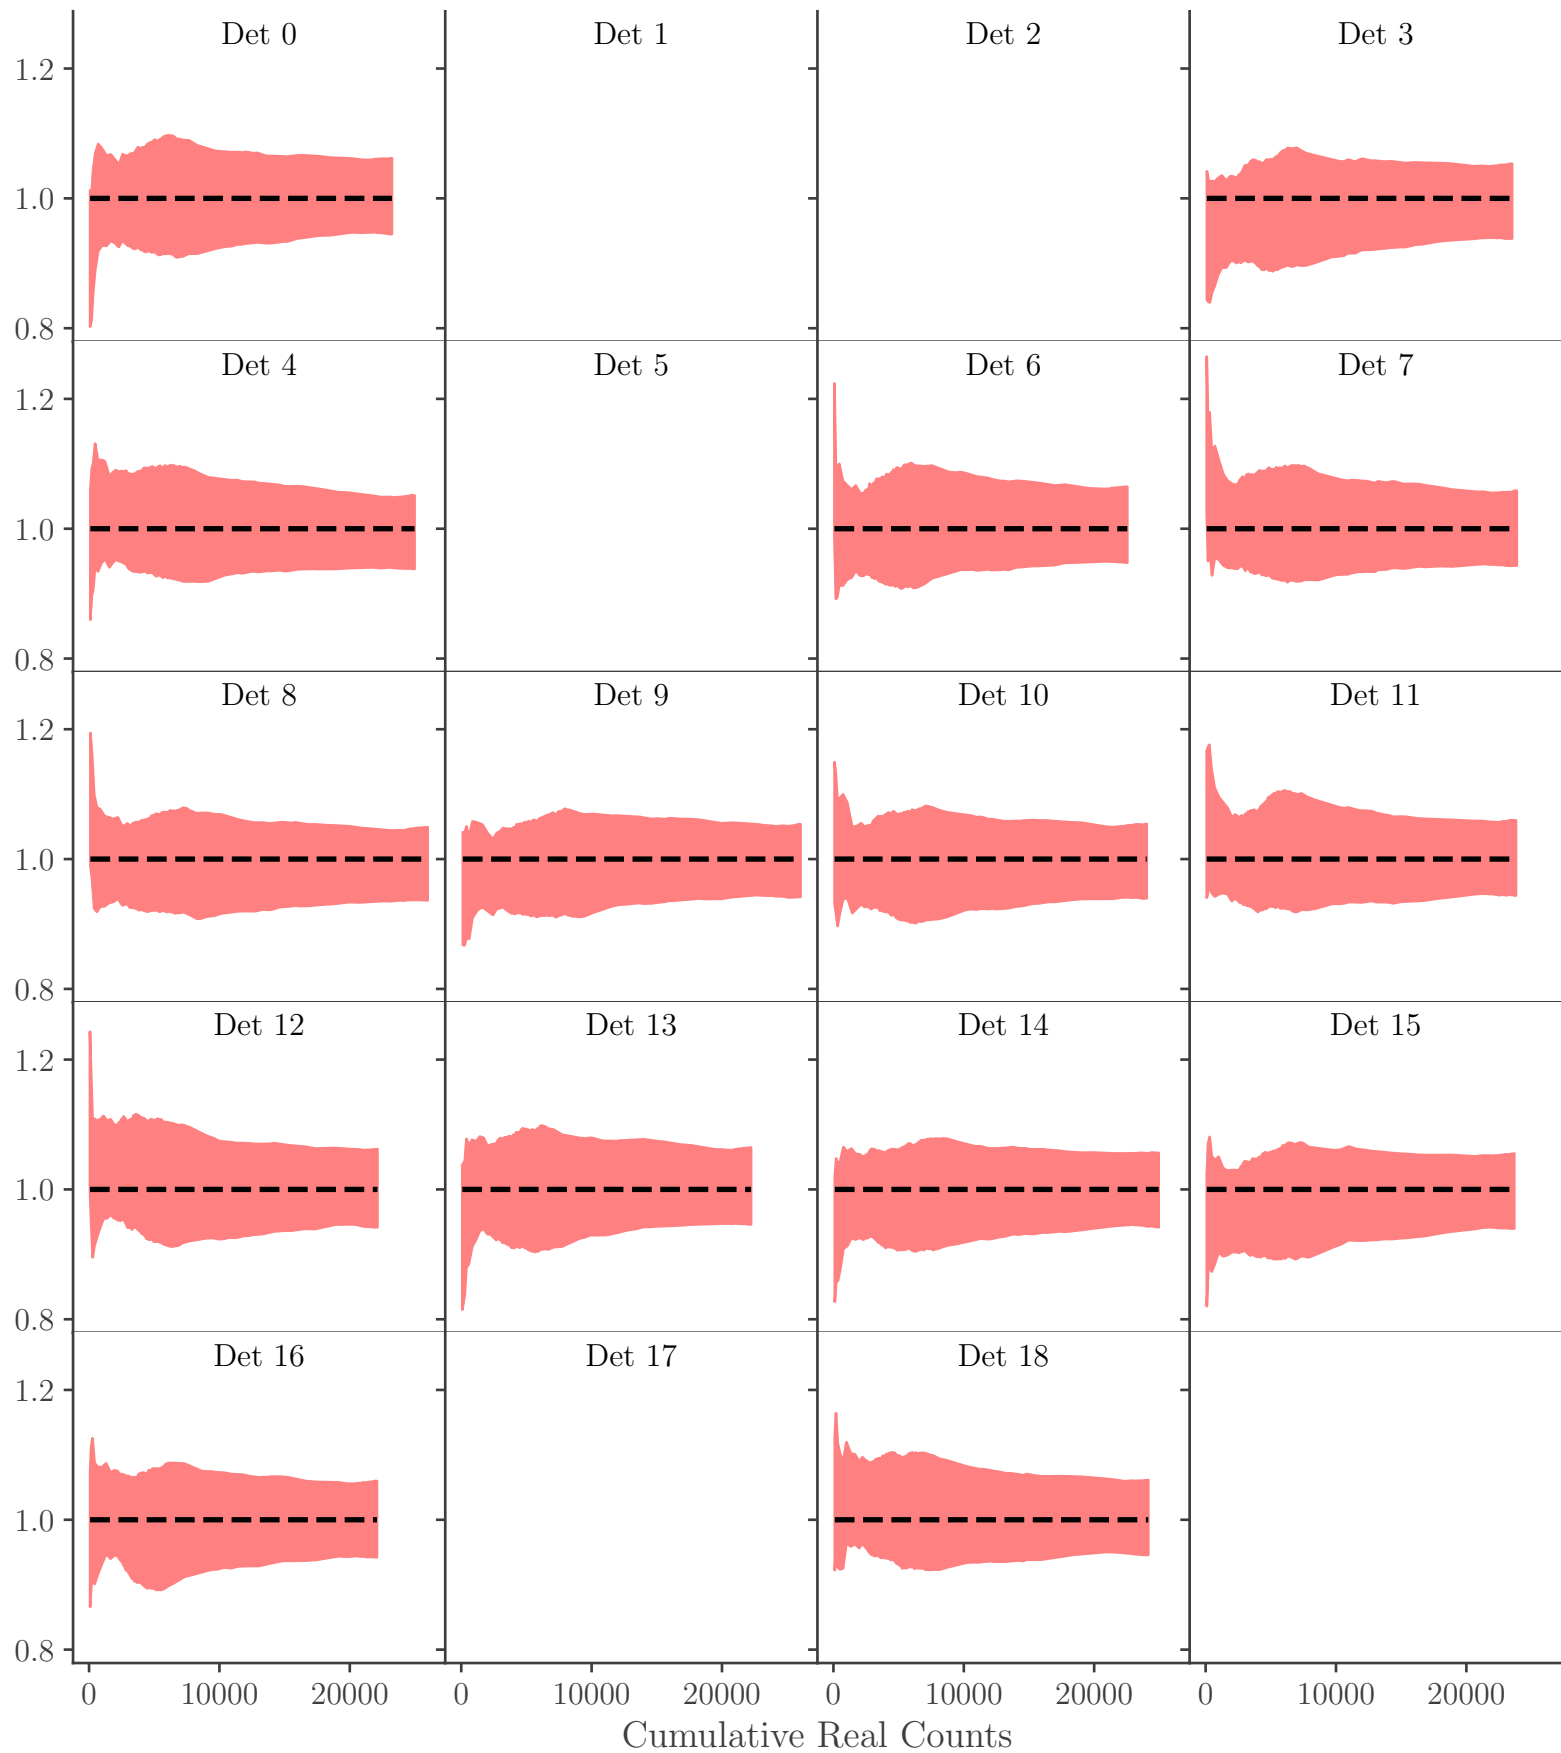 Det 0 Det 1 Det 2 Det 3
1.2
1.0
0.8
Det 4 Det 5 Det 6 Det 7
1.2
1.0
0.8
Det 8 Det 9 Det 10 Det 11
1.2
1.0
0.8
Det 12 Det 13 Det 14 Det 15
1.2
1.0
0.8
Det 16 Det 17 Det 18
1.2
1.0
0.8
0 10000 20000 0 10000 20000 0 10000 20000 0 10000 20000
Cumulative Real Counts